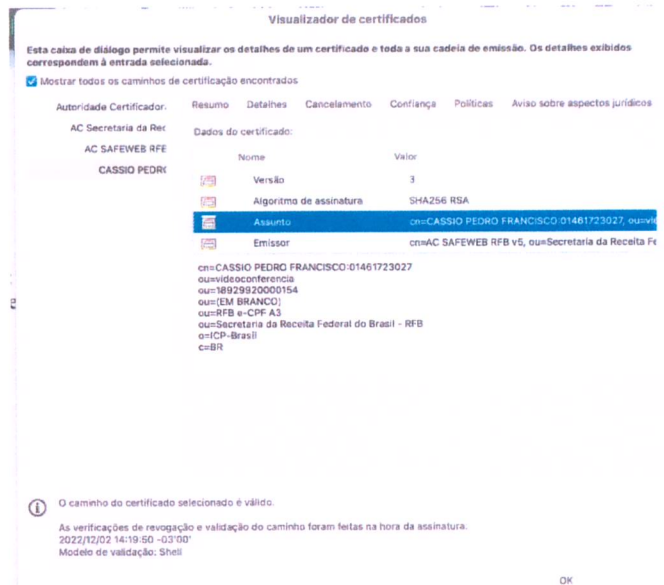 Visualizador de certificados
Esta caixa de diálogo permite visualizar os detalhes de um certificado e toda a sua cadeia de emissão. Os detalhes exibidos
correspondem à entrada selecionada.
Mostrar todos os caminhos de certificação encontrados
Autoridade Certificador.
AC Secretaria da Rec
AC SAFEWEB RFE
CASSIO PEDR(
Resumo Detalhes Cancelamento Confiança Políticas Aviso sobre aspectos jurídicos
Dados do certificado:
Nome Valor
Versão 3
Algoritmo de assinatura SHA256 RSA
Assunto cn=CASSIO PEDRO FRANCISCO:01461723027, ou=vid
Emissor cn=AC SAFEWEB RFB v5, ou=Secretaria da Receita Fe
cn=CASSIO PEDRO FRANCISCO:01461723027
ou=videoconferencia
ou=18929920000154
ou=(EM BRANCO)
ou=RFB e-CPF A3
ou=Secretaria da Receita Federal do Brasil - RFB
o=ICP-Brasil
c=BR
O caminho do certificado selecionado é válido.
As verificações de revogação e validação do caminho foram feitas na hora da assinatura.
2022/12/02 14:19:50 -03'00'
Modelo de validação: Shell
OK